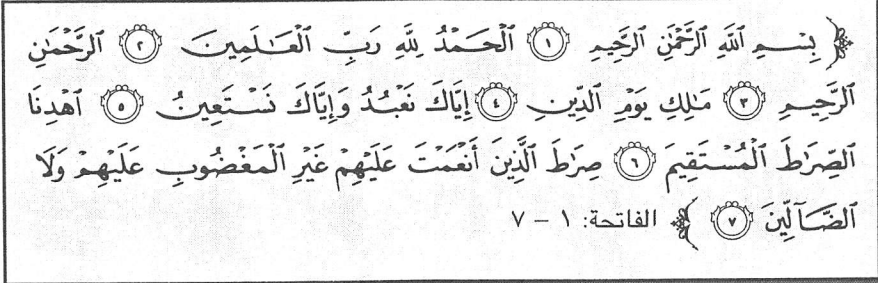 ﴿ بِسْمِ ٱللَّهِ ٱلرَّحْمَٰنِ ٱلرَّحِيمِ ۝١ ٱلْحَمْدُ لِلَّهِ رَبِّ ٱلْعَـٰلَمِينَ ۝٢ ٱلرَّحْمَٰنِ
ٱلرَّحِيمِ ۝٣ مَـٰلِكِ يَوْمِ ٱلدِّينِ ۝٤ إِيَّاكَ نَعْبُدُ وَإِيَّاكَ نَسْتَعِينُ ۝٥ ٱهْدِنَا
ٱلصِّرَٰطَ ٱلْمُسْتَقِيمَ ۝٦ صِرَٰطَ ٱلَّذِينَ أَنْعَمْتَ عَلَيْهِمْ غَيْرِ ٱلْمَغْضُوبِ عَلَيْهِمْ وَلَا
ٱلضَّآلِّينَ ۝٧ ﴾ الفاتحة: ١ – ٧